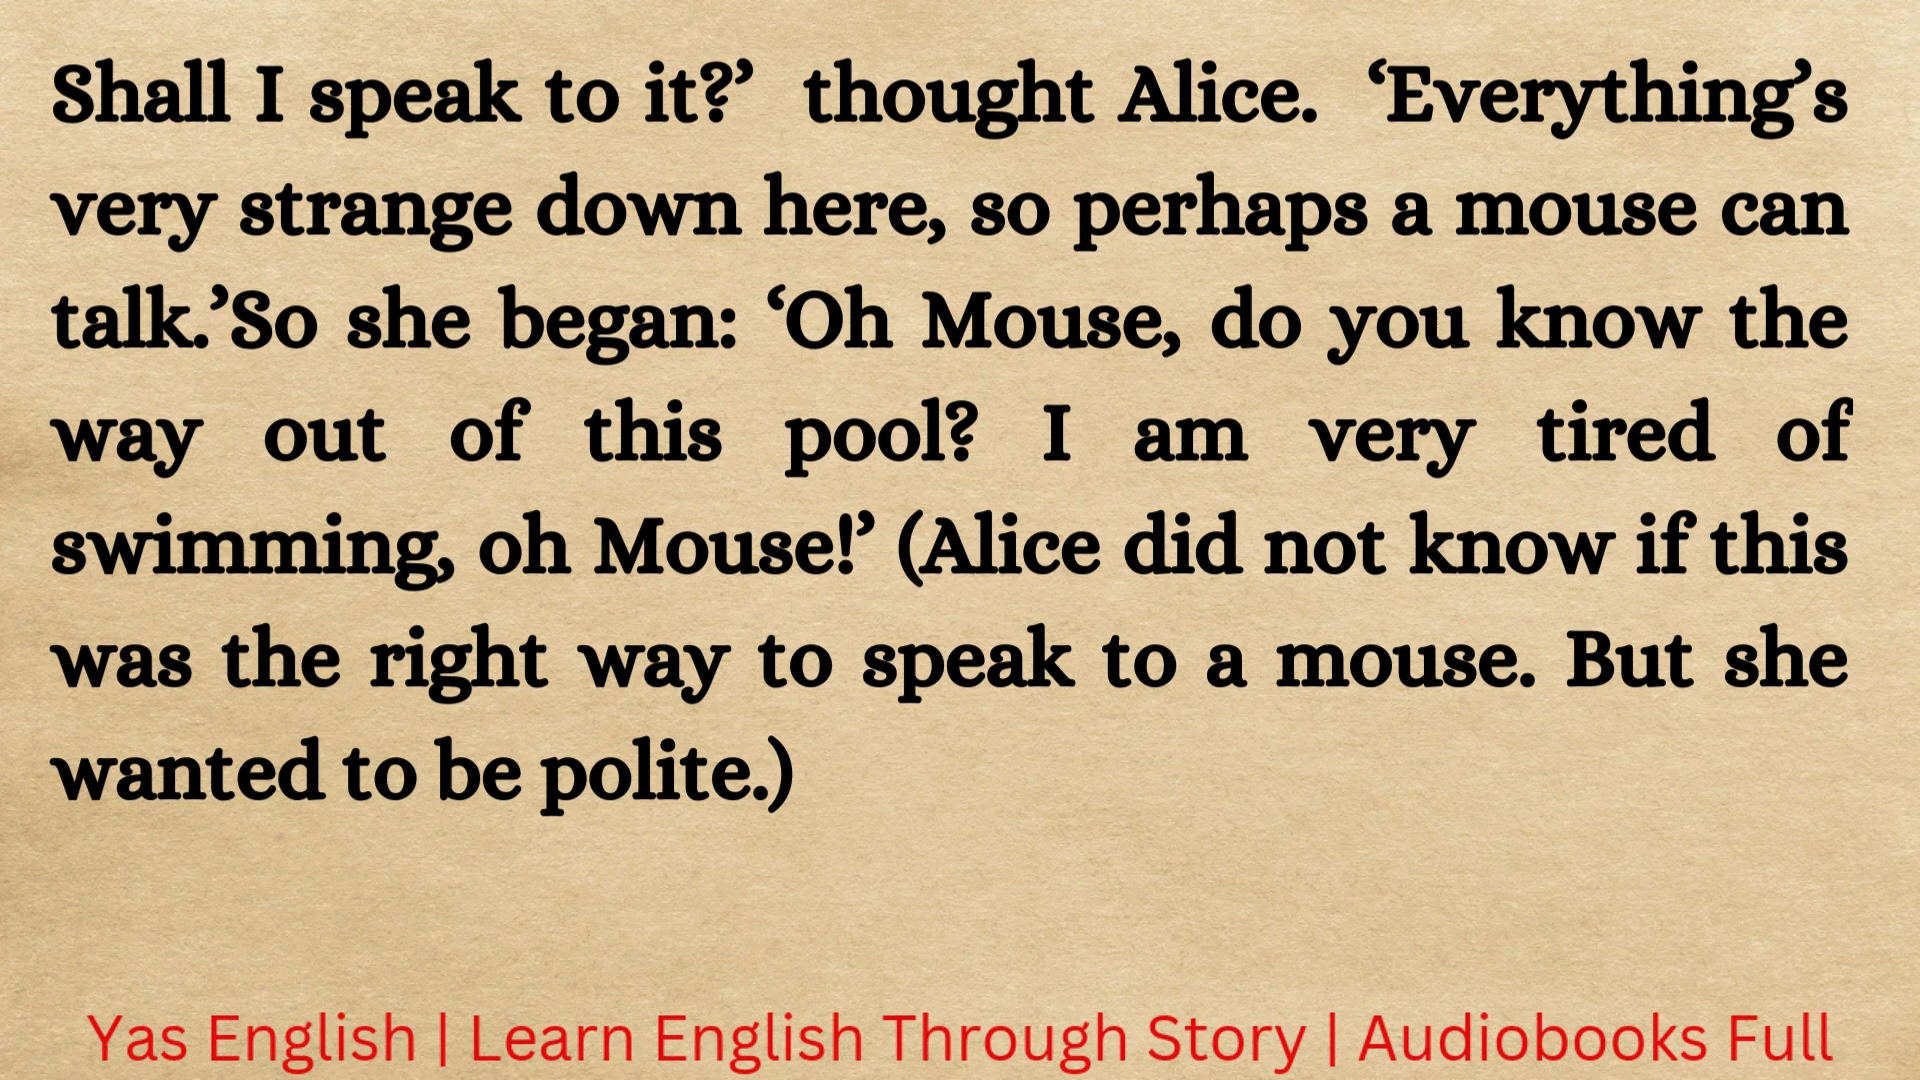 Shall I speak to it?’ thought Alice. ‘Everything’s
very strange down here, so perhaps a mouse can
talk.’So she began: ‘Oh Mouse, do you know the
way out of this pool? I am very tired of
swimming, oh Mouse!’ (Alice did not know if this
was the right way to speak to a mouse. But she
wanted to be polite.)
Yas English | Learn English Through Story | Audiobooks Full